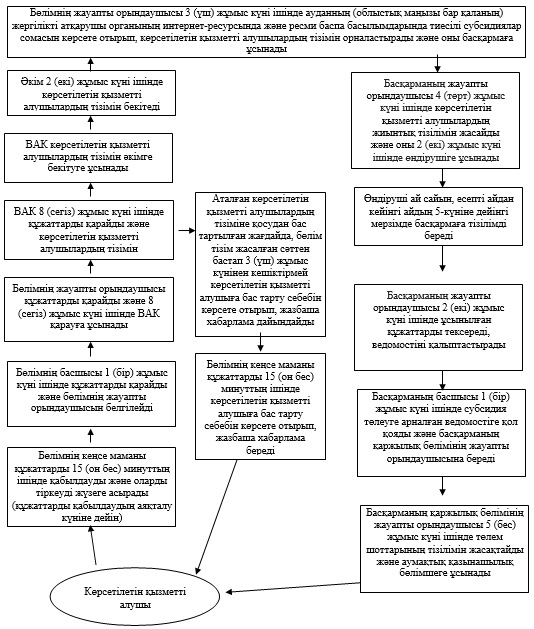 Бөлімнің жауапты орындаушысы 3 (үш) жұмыс күні ішінде ауданның (облыстық маңызы бар қаланың)
жергілікті атқарушы органының интернет-ресурсында және ресми баспа басылымдарында тиесілі субсидиялар
сомасын көрсете отырып, көрсетілетін қызметті алушылардың тізімін орналастырады және оны басқармаға
ұсынады
Әкім 2 (екі) жұмыс күні ішінде
көрсетілетін қызметті
алушылардың тізімін бекітеді
ВАК көрсетілетін қызметті
алушылардың тізімін әкімге
бекітуге ұсынады
ВАК 8 (сегіз) жұмыс күні ішінде
құжаттарды қарайды және
көрсетілетін қызметті
алушылардың тізімін
Бөлімнің жауапты орындаушысы
құжаттарды қарайды және 8
(сегіз) жұмыс күні ішінде ВАК
қарауға ұсынады
Бөлімнің басшысы 1 (бір) жұмыс
күні ішінде құжаттарды қарайды
және бөлімнің жауапты
орындаушысын белгілейді
Бөлімнің кеңсе маманы
құжаттарды 15 (он бес) минуттың
ішінде қабылдауды және оларды
тіркеуді жүзеге асырады
(құжаттарды қабылдаудың аяқталу
күніне дейін)
Аталған көрсетілетін
қызметті алушылардың
тізіміне қосудан бас
тартылған жағдайда, бөлім
тізім жасалған сәттен
бастап 3 (үш) жұмыс
күнінен кешіктірмей
көрсетілетін қызметті
алушыға бас тарту себебін
көрсете отырып, жазбаша
хабарлама дайындайды
Бөлімнің кеңсе маманы
құжаттарды 15 (он бес)
минуттың ішінде
көрсетілетін қызметті
алушыға бас тарту
себебін көрсете отырып,
жазбаша хабарлама
береді
Басқарманың жауапты
орындаушысы 4 (төрт) жұмыс
күні ішінде көрсетілетін
қызметті алушылардың
жиынтық тізілімін жасайды
және оны 2 (екі) жұмыс күні
ішінде өндірушіге ұсынады
Өндіруші ай сайын, есепті айдан
кейінгі айдың 5-күніне дейінгі
мерзімде басқармаға тізілімді
береді
Басқарманың жауапты
орындаушысы 2 (екі) жұмыс
күні ішінде ұсынылған
құжаттарды тексереді,
ведомостіні қалыптастырады
Басқарманың басшысы 1 (бір)
жұмыс күні ішінде субсидия
төлеуге арналған ведомостіге қол
қояды және басқарманың
қаржылық бөлімінің жауапты
орындаушысына береді
Басқарманың қаржылық бөлімінің
жауапты орындаушысы 5 (бес)
жұмыс күні ішінде төлем
шоттарының тізілімін жасақтайды
және аумақтық қазынашылық
бөлімшеге ұсынады
Көрсетілетін қызметті
алушы